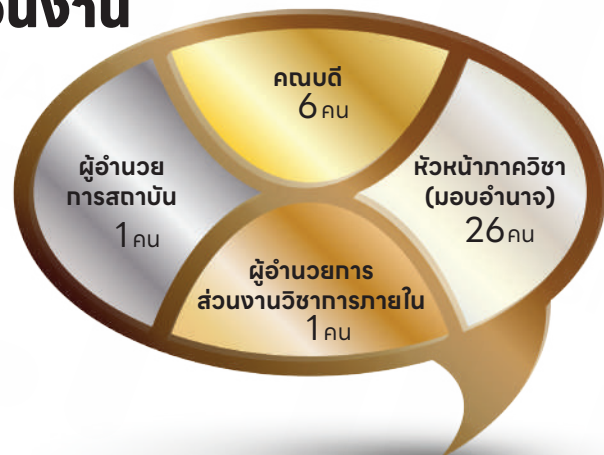 คณบดี
6 คน
ผู้อำนวย
การสถาบัน
1 คน
หัวหน้าภาควิชา
(มอบอำนาจ)
26 คน
ผู้อำนวยการ
ส่วนงานวิชาการภายใน
1 คน